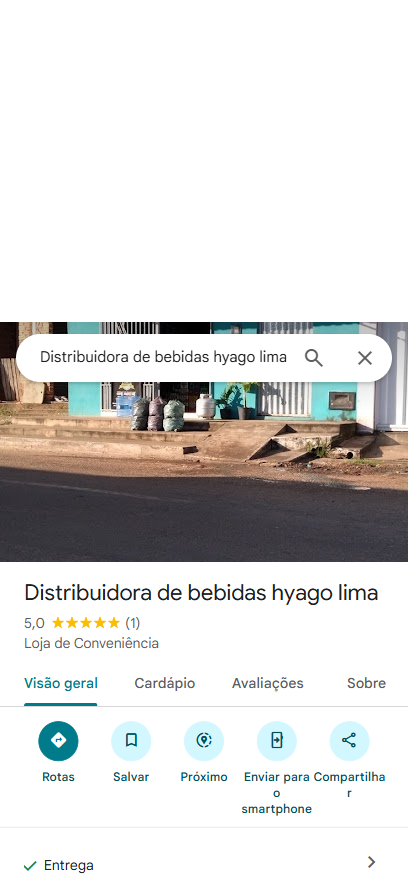 Distribuidora de bebidas hyago lima
Distribuidora de bebidas hyago lima
5,0 ★★★★★ (1)
Loja de Conveniência
Visão geral Cardápio Avaliações Sobre
Rotas Salvar Próximo Enviar para o smartphone Compartilhar
Entrega